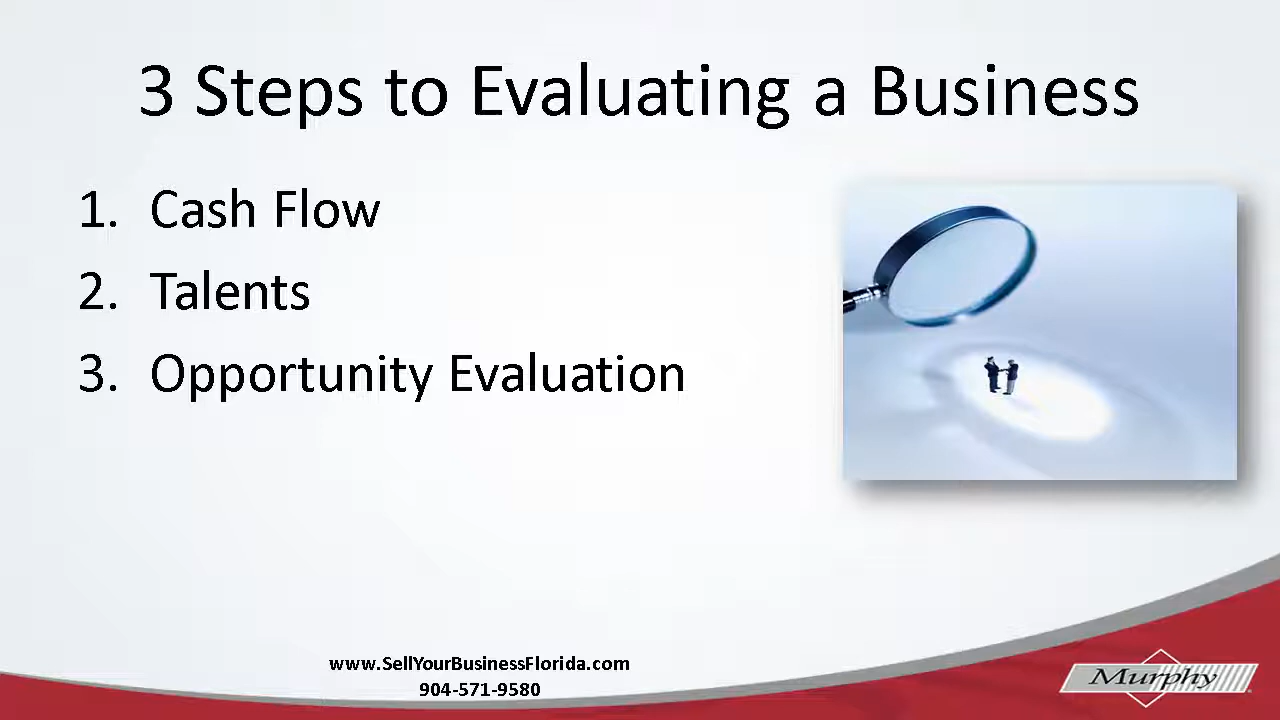 3 Steps to Evaluating a Business
1. Cash Flow
2. Talents
3. Opportunity Evaluation
www.SellYourBusinessFlorida.com
904-571-9580
Murphy